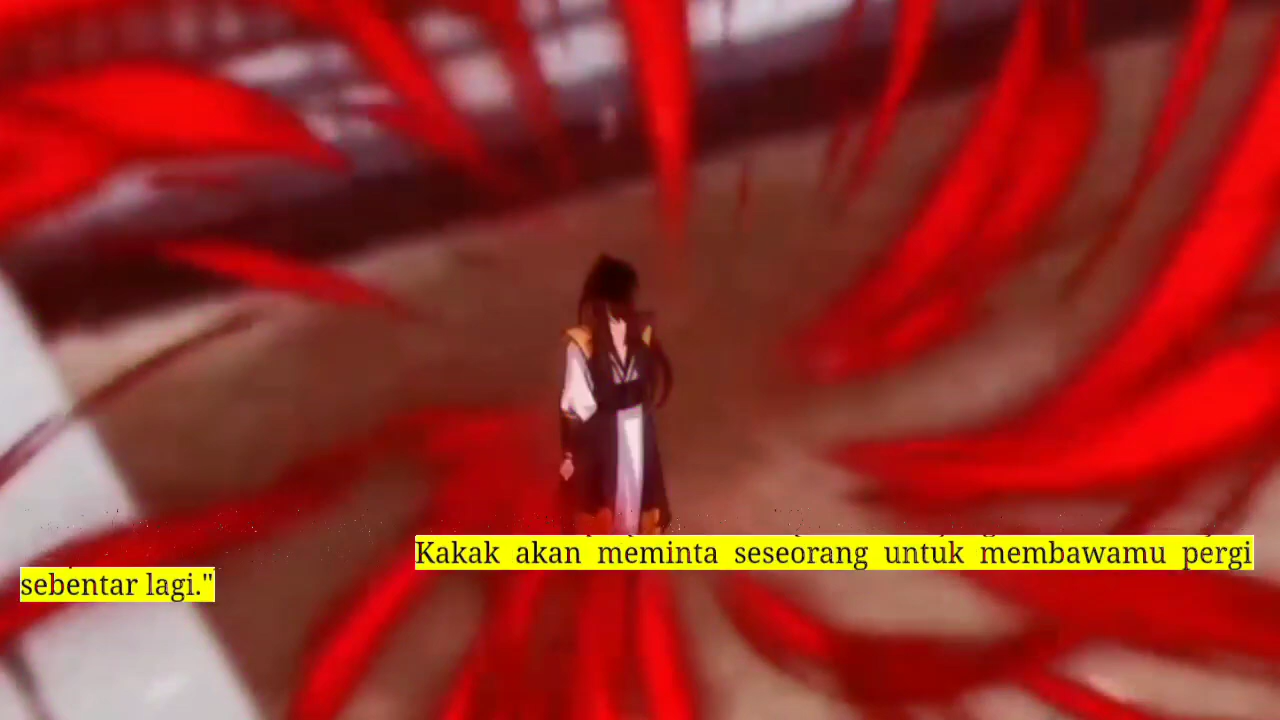 Kakak akan meminta seseorang untuk membawamu pergi
sebentar lagi."